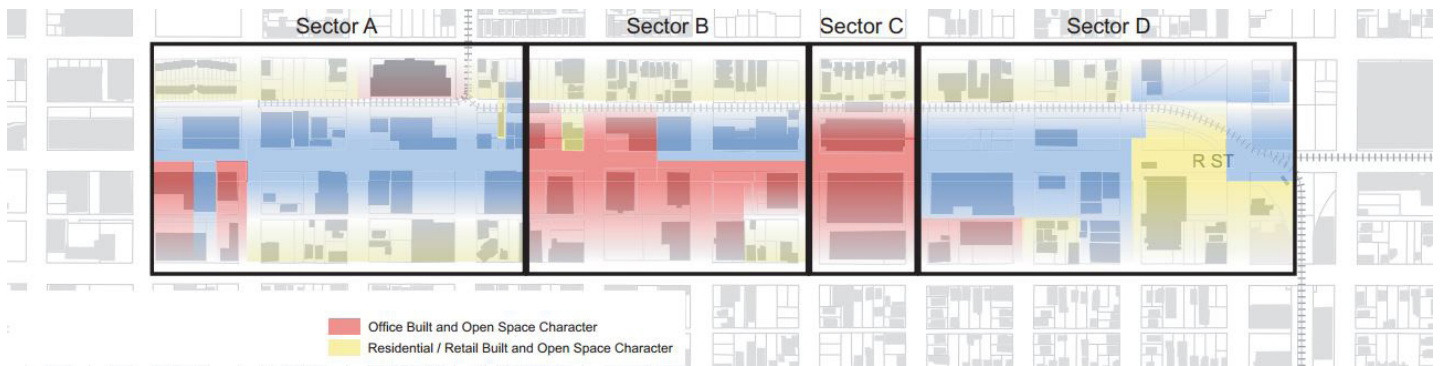 Sector A
Sector B
Sector C
Sector D
R ST
Office Built and Open Space Character
Residential / Retail Built and Open Space Character